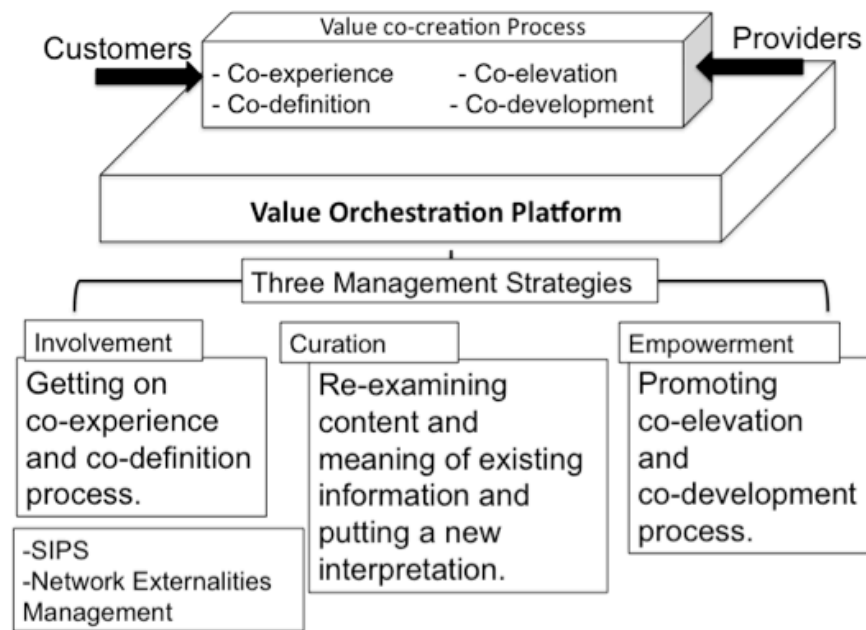 Value co-creation Process
Customers
Providers
- Co-experience - Co-elevation
- Co-definition - Co-development
Value Orchestration Platform
Three Management Strategies
Involvement
Getting on
co-experience
and co-definition
process.
-SIPS
-Network Externalities
Management
Curation
Re-examining
content and
meaning of existing
information and
putting a new
interpretation.
Empowerment
Promoting
co-elevation
and
co-development
process.